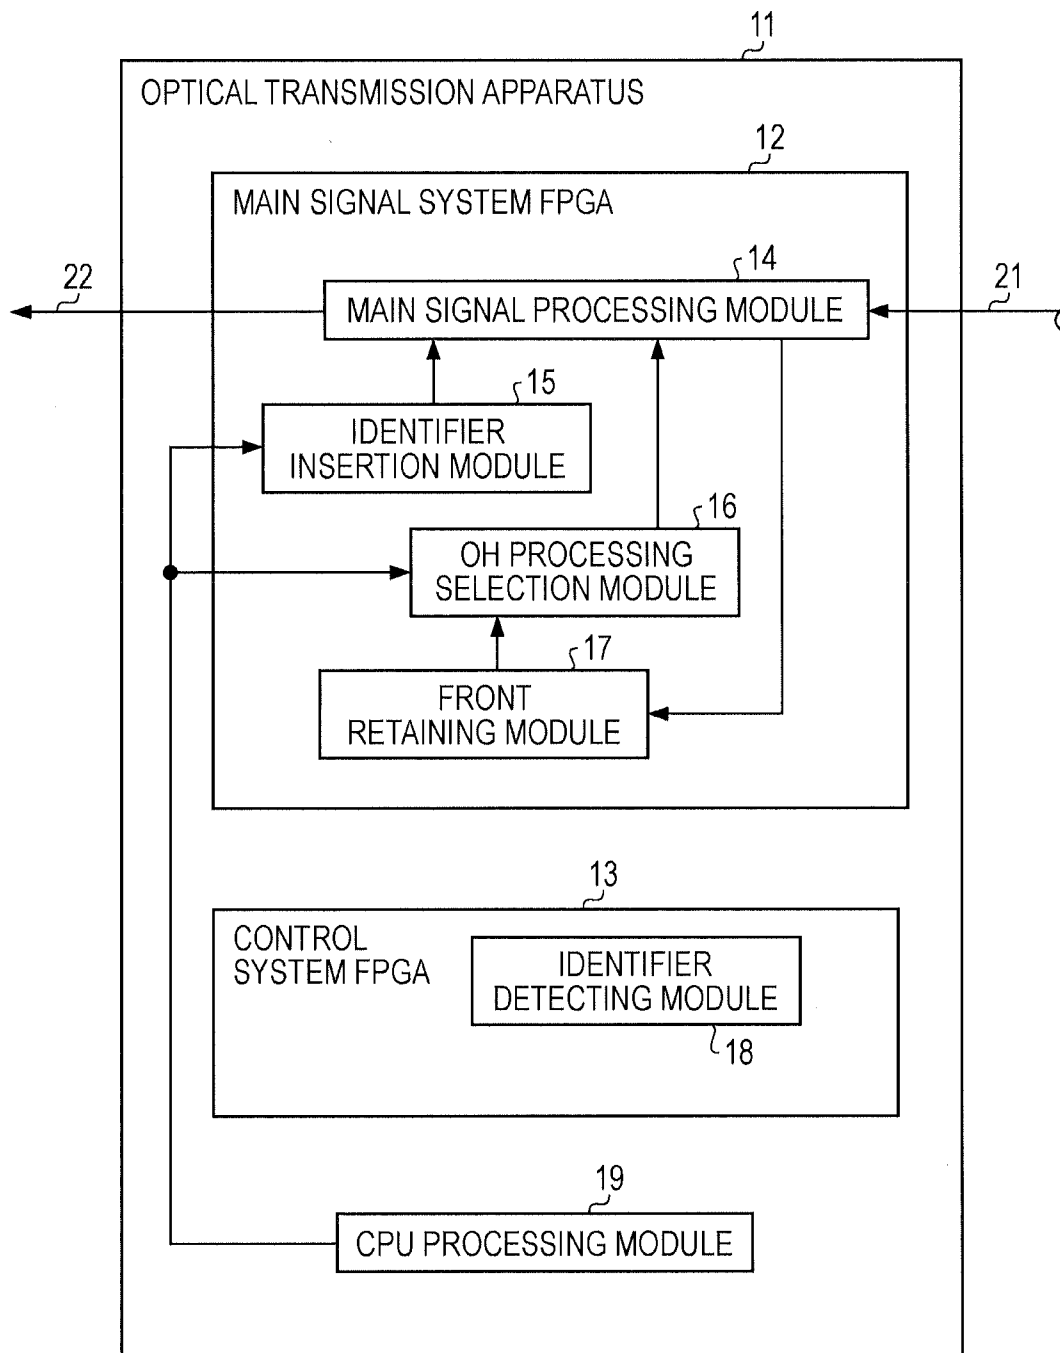 11
OPTICAL TRANSMISSION APPARATUS
12
MAIN SIGNAL SYSTEM FPGA
22
14
21
MAIN SIGNAL PROCESSING MODULE
15
IDENTIFIER
INSERTION MODULE
16
OH PROCESSING
SELECTION MODULE
17
FRONT
RETAINING MODULE
13
CONTROL
SYSTEM FPGA
IDENTIFIER
DETECTING MODULE
18
19
CPU PROCESSING MODULE